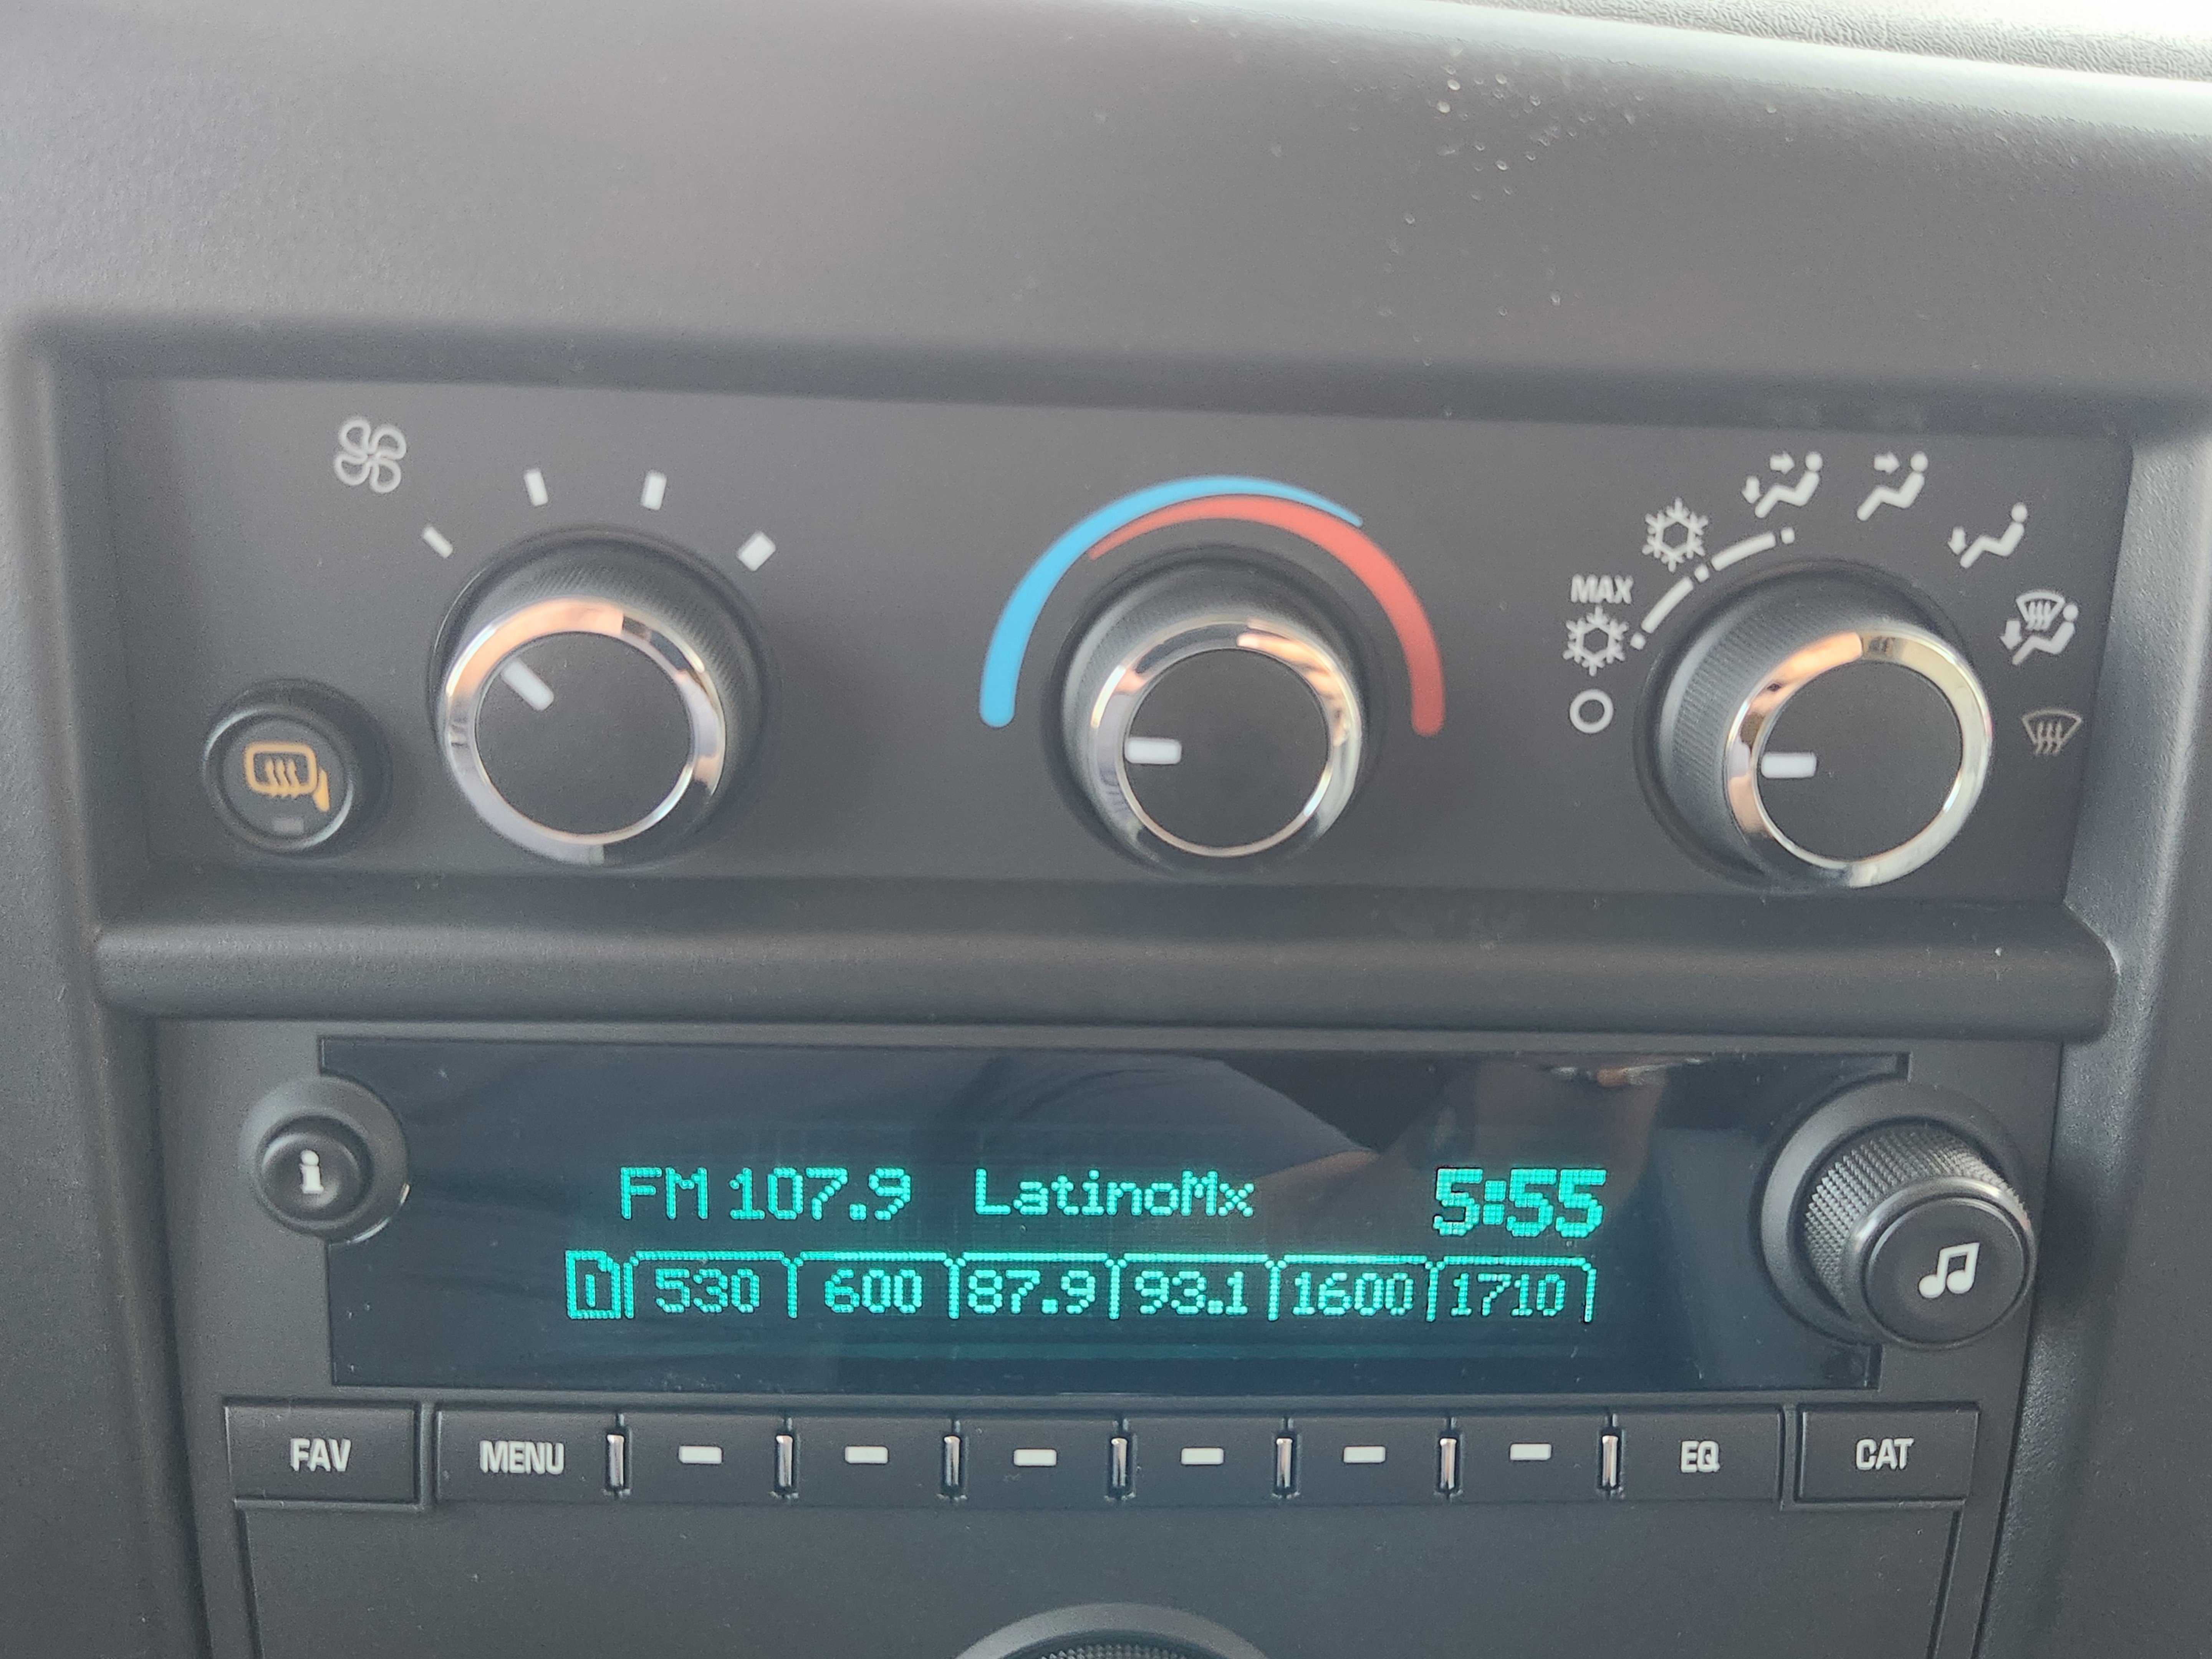 MAX
i
FM 107.9 LatinoMx 5:55
1 530 600 87.9 93.1 1600 1710
FAV MENU EQ CAT